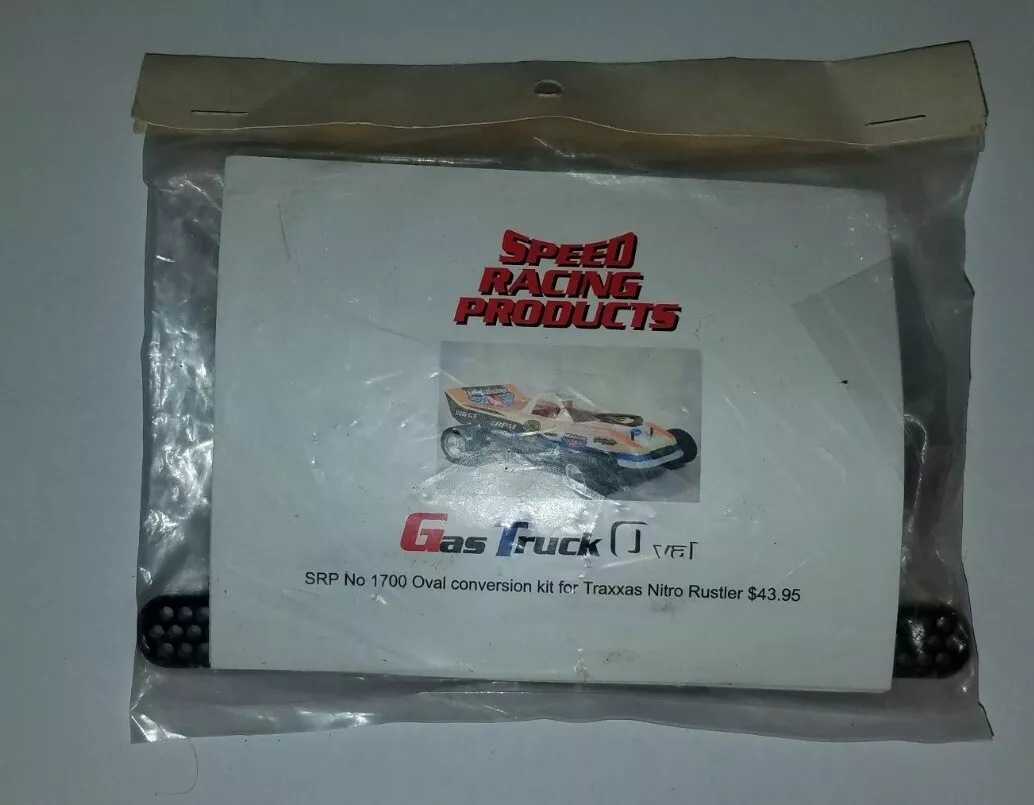 SPEED
RACING
PRODUCTS
Gas Truck Oval
SRP No 1700 Oval conversion kit for Traxxas Nitro Rustler $43.95